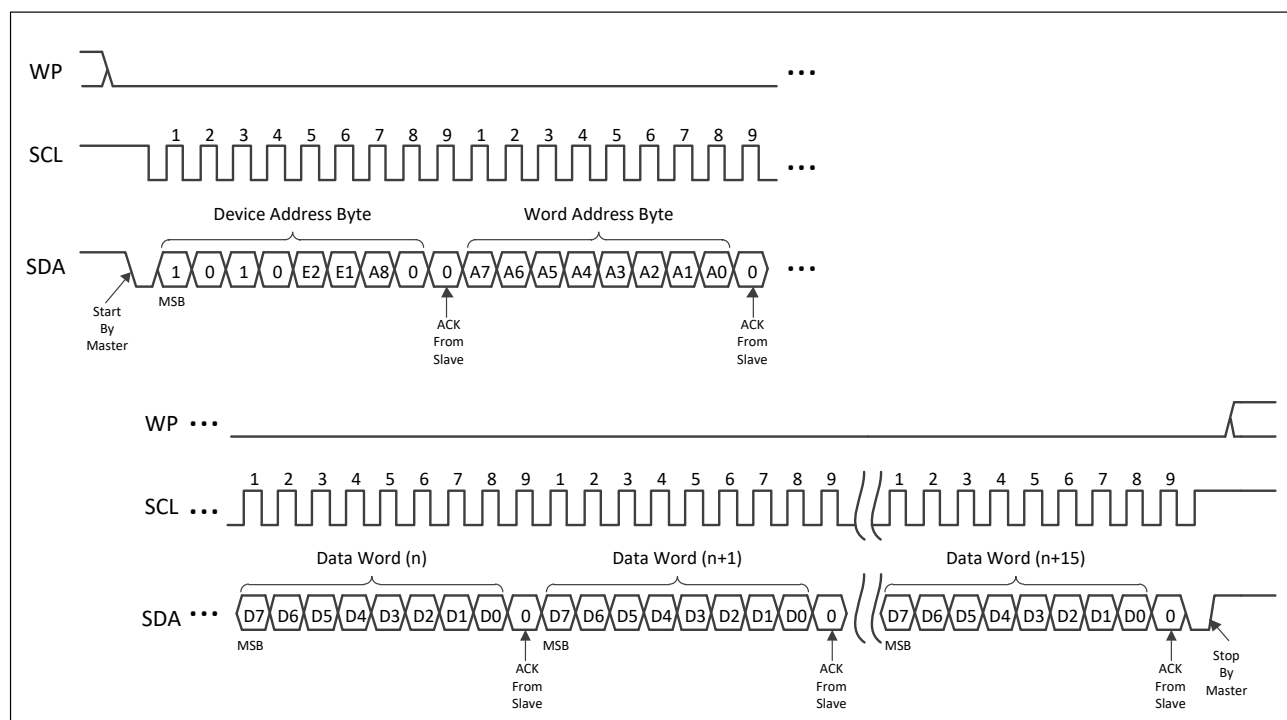 WP ...
1 2 3 4 5 6 7 8 9 1 2 3 4 5 6 7 8 9
SCL ...
Device Address Byte Word Address Byte
SDA 1 0 1 0 E2 E1 A8 0 0 A7 A6 A5 A4 A3 A2 A1 A0 0 ...
MSB
Start
By
Master
ACK
From
Slave
ACK
From
Slave
WP ...
1 2 3 4 5 6 7 8 9 1 2 3 4 5 6 7 8 9 1 2 3 4 5 6 7 8 9
SCL ...
Data Word (n) Data Word (n+1) Data Word (n+15)
SDA ... D7 D6 D5 D4 D3 D2 D1 D0 0 D7 D6 D5 D4 D3 D2 D1 D0 0 D7 D6 D5 D4 D3 D2 D1 D0 0
MSB MSB MSB
ACK
From
Slave
ACK
From
Slave
ACK
From
Slave
Stop
By
Master